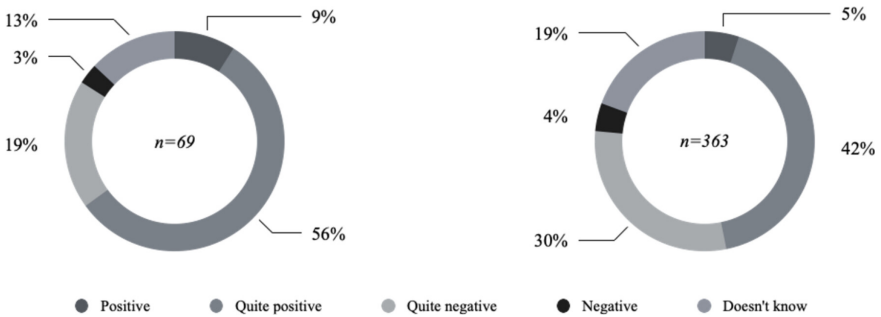 13%
9%
3%
n=69
19%
56%
5%
19%
4%
n=363
42%
30%
Positive
Quite positive
Quite negative
Negative
Doesn't know